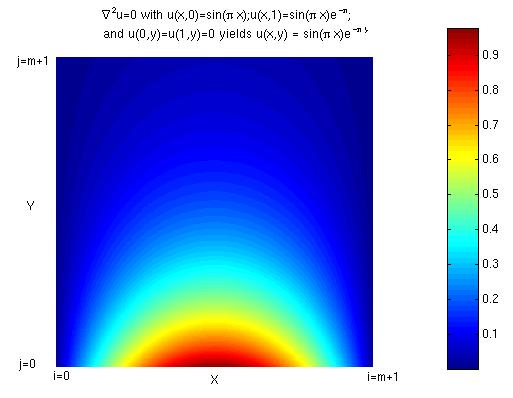 ∇²u=0 with u(x,0)=sin(π x);u(x,1)=sin(π x)e⁻π;
and u(0,y)=u(1,y)=0 yields u(x,y) = sin(π x)e⁻π y
j=m+1
0.9
0.8
0.7
0.6
Y
0.5
0.4
0.3
0.2
0.1
j=0
i=0
X
i=m+1